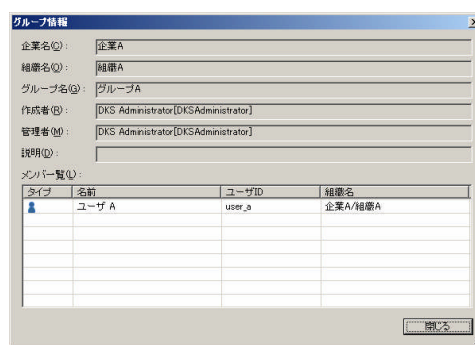 グループ情報
企業名(C): 企業A
組織名(O): 組織A
グループ名(G): グループA
作成者(R): DKS Administrator[DKSAdministrator]
管理者(M): DKS Administrator[DKSAdministrator]
説明(D):
メンバ一覧(L):
タイプ 名前 ユーザID 組織名
ユーザ A user_a 企業A/組織A
閉じる